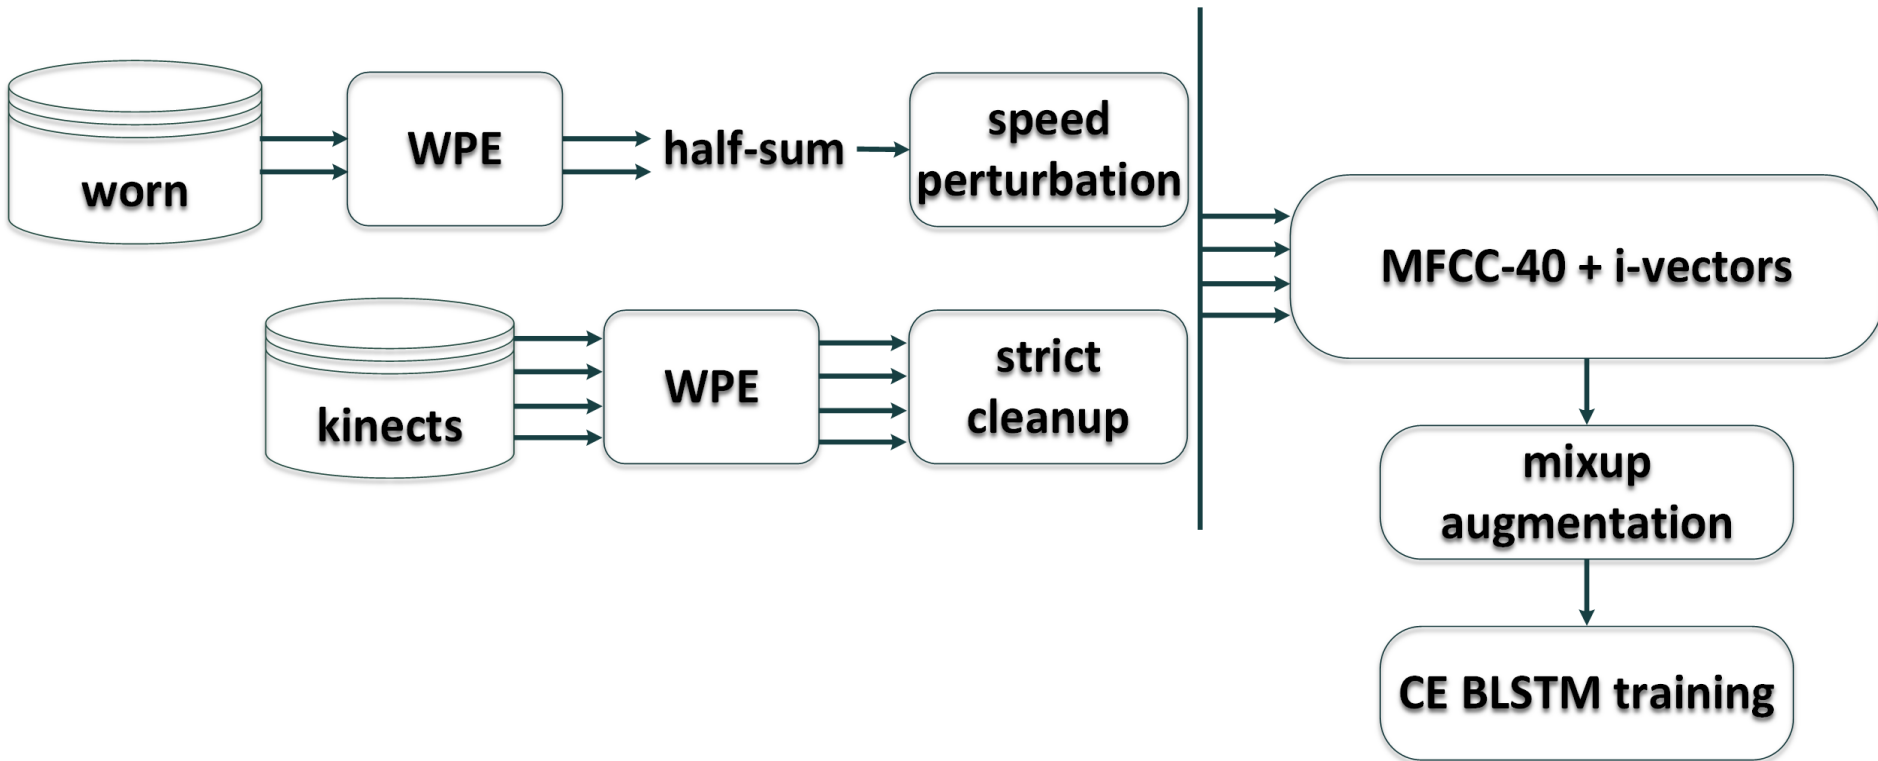 worn
WPE
half-sum
speed
perturbation
kinects
WPE
strict
cleanup
MFCC-40 + i-vectors
mixup
augmentation
CE BLSTM training